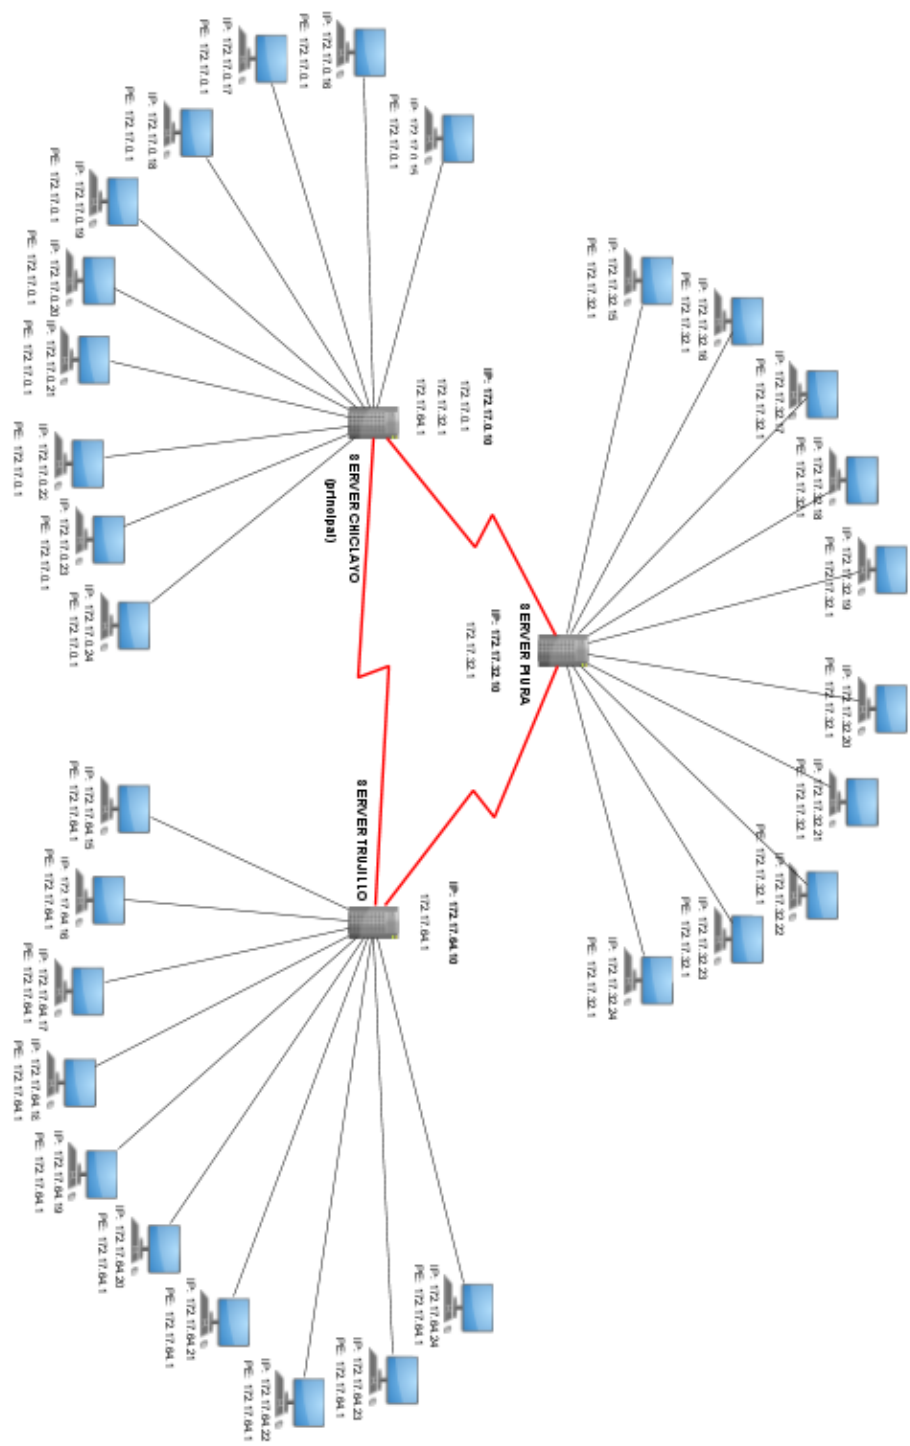 IP: 172.17.32.15
PE: 172.17.32.1
IP: 172.17.32.16
PE: 172.17.32.1
IP: 172.17.32.17
PE: 172.17.32.1
IP: 172.17.32.18
PE: 172.17.32.1
IP: 172.17.32.19
PE: 172.17.32.1
IP: 172.17.32.20
PE: 172.17.32.1
IP: 172.17.32.21
PE: 172.17.32.1
IP: 172.17.32.22
PE: 172.17.32.1
IP: 172.17.32.23
PE: 172.17.32.1
IP: 172.17.32.24
PE: 172.17.32.1
SERVER PIURA
IP: 172.17.32.10
172.17.32.1
IP: 172.17.0.10
172.17.0.1
172.17.32.1
172.17.64.1
SERVER CHICLAYO
(principal)
IP: 172.17.0.15
PE: 172.17.0.1
IP: 172.17.0.16
PE: 172.17.0.1
IP: 172.17.0.17
PE: 172.17.0.1
IP: 172.17.0.18
PE: 172.17.0.1
IP: 172.17.0.19
PE: 172.17.0.1
IP: 172.17.0.20
PE: 172.17.0.1
IP: 172.17.0.21
PE: 172.17.0.1
IP: 172.17.0.22
PE: 172.17.0.1
IP: 172.17.0.23
PE: 172.17.0.1
IP: 172.17.0.24
PE: 172.17.0.1
IP: 172.17.64.10
172.17.64.1
SERVER TRUJILLO
IP: 172.17.64.15
PE: 172.17.64.1
IP: 172.17.64.16
PE: 172.17.64.1
IP: 172.17.64.17
PE: 172.17.64.1
IP: 172.17.64.18
PE: 172.17.64.1
IP: 172.17.64.19
PE: 172.17.64.1
IP: 172.17.64.20
PE: 172.17.64.1
IP: 172.17.64.21
PE: 172.17.64.1
IP: 172.17.64.22
PE: 172.17.64.1
IP: 172.17.64.23
PE: 172.17.64.1
IP: 172.17.64.24
PE: 172.17.64.1